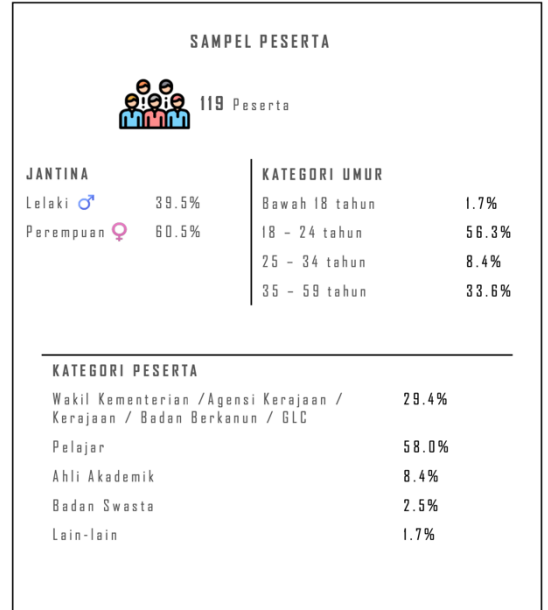 SAMPEL PESERTA
119 Peserta
JANTINA
Lelaki ♂ 39.5%
Perempuan ♀ 60.5%
KATEGORI UMUR
Bawah 18 tahun 1.7%
18 – 24 tahun 56.3%
25 – 34 tahun 8.4%
35 – 59 tahun 33.6%
KATEGORI PESERTA
Wakil Kementerian /Agensi Kerajaan / 29.4%
Kerajaan / Badan Berkanun / GLC
Pelajar 58.0%
Ahli Akademik 8.4%
Badan Swasta 2.5%
Lain-lain 1.7%